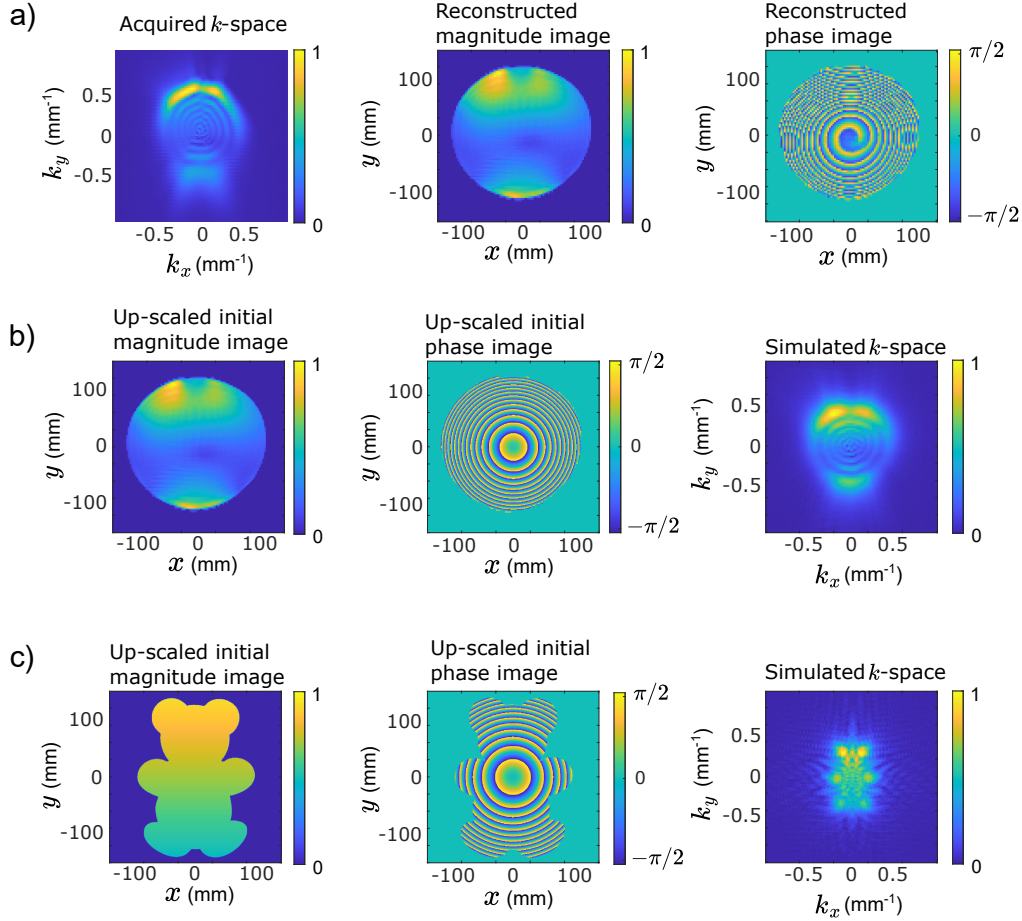 a)
Acquired k-space
1
0.5
0
-0.5
k_y (mm⁻¹)
-0.5 0 0.5
k_x (mm⁻¹)
0
Reconstructed
magnitude image
1
100
0
-100
y (mm)
-100 0 100
x (mm)
0
Reconstructed
phase image
π/2
100
0
0
-100
y (mm)
-100 0 100
x (mm)
−π/2
b)
Up-scaled initial
magnitude image
1
100
0
-100
y (mm)
-100 0 100
x (mm)
0
Up-scaled initial
phase image
π/2
100
0
0
-100
y (mm)
-100 0 100
x (mm)
−π/2
Simulated k-space
1
0.5
0
-0.5
k_y (mm⁻¹)
-0.5 0 0.5
k_x (mm⁻¹)
0
c)
Up-scaled initial
magnitude image
1
100
0
-100
y (mm)
-100 0 100
x (mm)
0
Up-scaled initial
phase image
π/2
100
0
0
-100
y (mm)
-100 0 100
x (mm)
−π/2
Simulated k-space
1
0.5
0
-0.5
k_y (mm⁻¹)
-0.5 0 0.5
k_x (mm⁻¹)
0